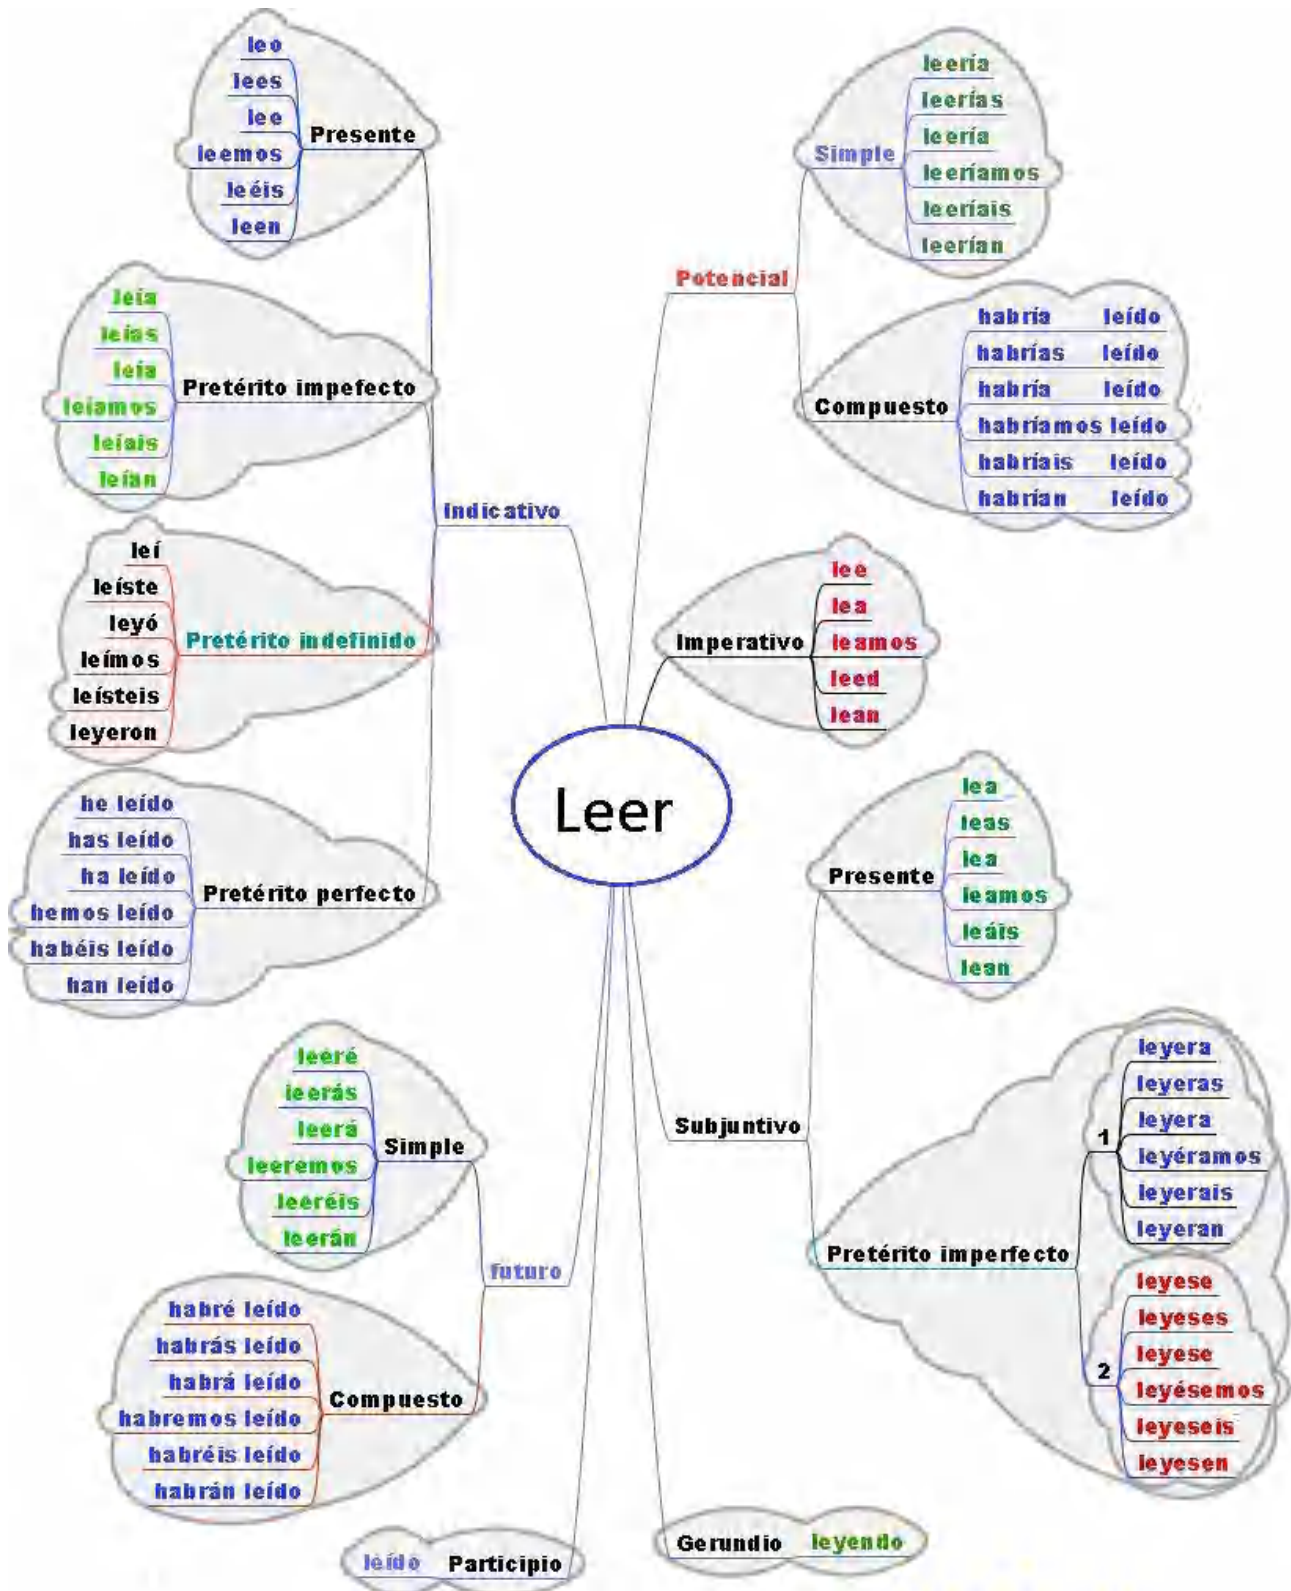 leo
lees
lee
leemos
leéis
leen
Presente
leía
leías
leía
leíamos
leíais
leían
Pretérito impefecto
leí
leíste
leyó
leímos
leísteis
leyeron
Pretérito indefinido
he leído
has leído
ha leído
hemos leído
habéis leído
han leído
Pretérito perfecto
Indicativo
leeré
leerás
leerá
leeremos
leeréis
leerán
Simple
habré leído
habrás leído
habrá leído
habremos leído
habréis leído
habrán leído
Compuesto
futuro
leído Participio
Leer
Potencial
Simple
leería
leerías
leería
leeríamos
leeríais
leerían
Compuesto
habría leído
habrías leído
habría leído
habríamos leído
habríais leído
habrían leído
Imperativo
lee
lea
leamos
leed
lean
Subjuntivo
Presente
lea
leas
lea
leamos
leáis
lean
Pretérito imperfecto
1
leyera
leyeras
leyera
leyéramos
leyerais
leyeran
2
leyese
leyeses
leyese
leyésemos
leyeseis
leyesen
Gerundio leyendo